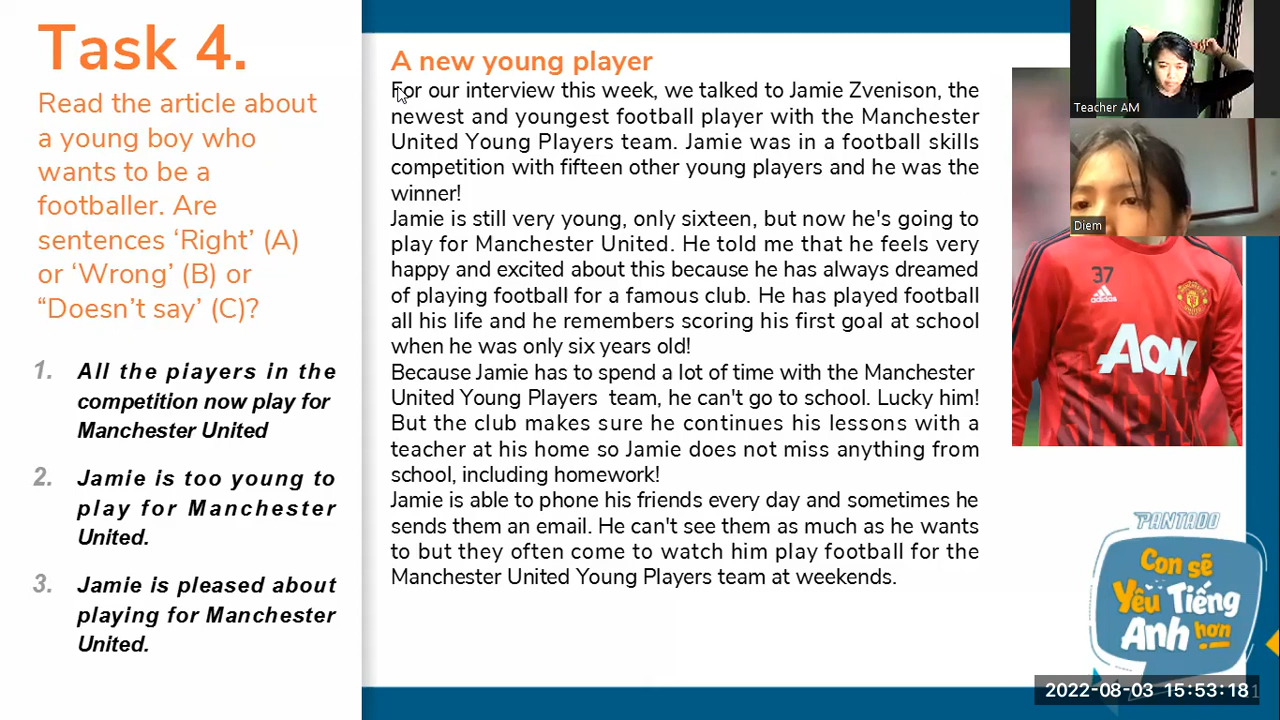 Task 4.
Read the article about
a young boy who
wants to be a
footballer. Are
sentences ‘Right’ (A)
or ‘Wrong’ (B) or
“Doesn’t say’ (C)?
1. All the players in the
competition now play for
Manchester United
2. Jamie is too young to
play for Manchester
United.
3. Jamie is pleased about
playing for Manchester
United.
A new young player
For our interview this week, we talked to Jamie Zvenison, the
newest and youngest football player with the Manchester
United Young Players team. Jamie was in a football skills
competition with fifteen other young players and he was the
winner!
Jamie is still very young, only sixteen, but now he's going to
play for Manchester United. He told me that he feels very
happy and excited about this because he has always dreamed
of playing football for a famous club. He has played football
all his life and he remembers scoring his first goal at school
when he was only six years old!
Because Jamie has to spend a lot of time with the Manchester
United Young Players team, he can't go to school. Lucky him!
But the club makes sure he continues his lessons with a
teacher at his home so Jamie does not miss anything from
school, including homework!
Jamie is able to phone his friends every day and sometimes he
sends them an email. He can't see them as much as he wants
to but they often come to watch him play football for the
Manchester United Young Players team at weekends.
Teacher AM
Diem
37
adidas
AON
PANTADO
Con sẽ
Yêu Tiếng
Anh hơn
2022-08-03 15:53:18